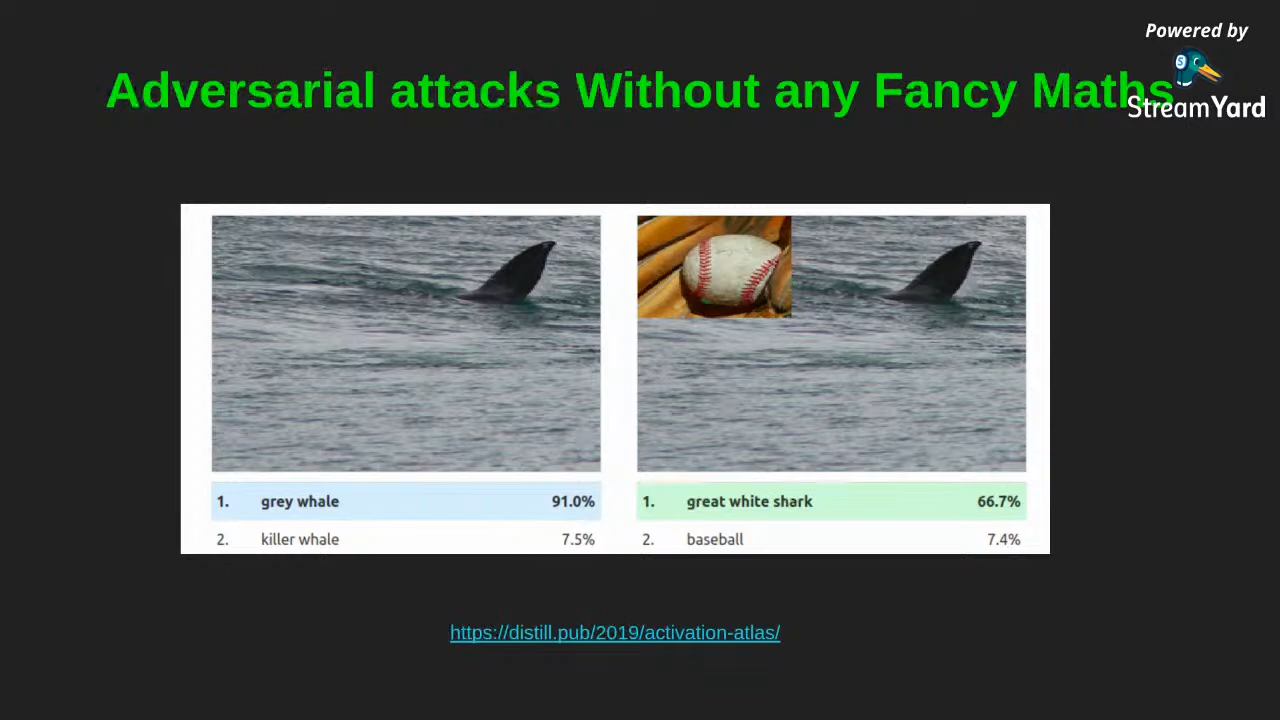 Powered by
StreamYard
Adversarial attacks Without any Fancy Maths
1. grey whale 91.0%
2. killer whale 7.5%
1. great white shark 66.7%
2. baseball 7.4%
https://distill.pub/2019/activation-atlas/